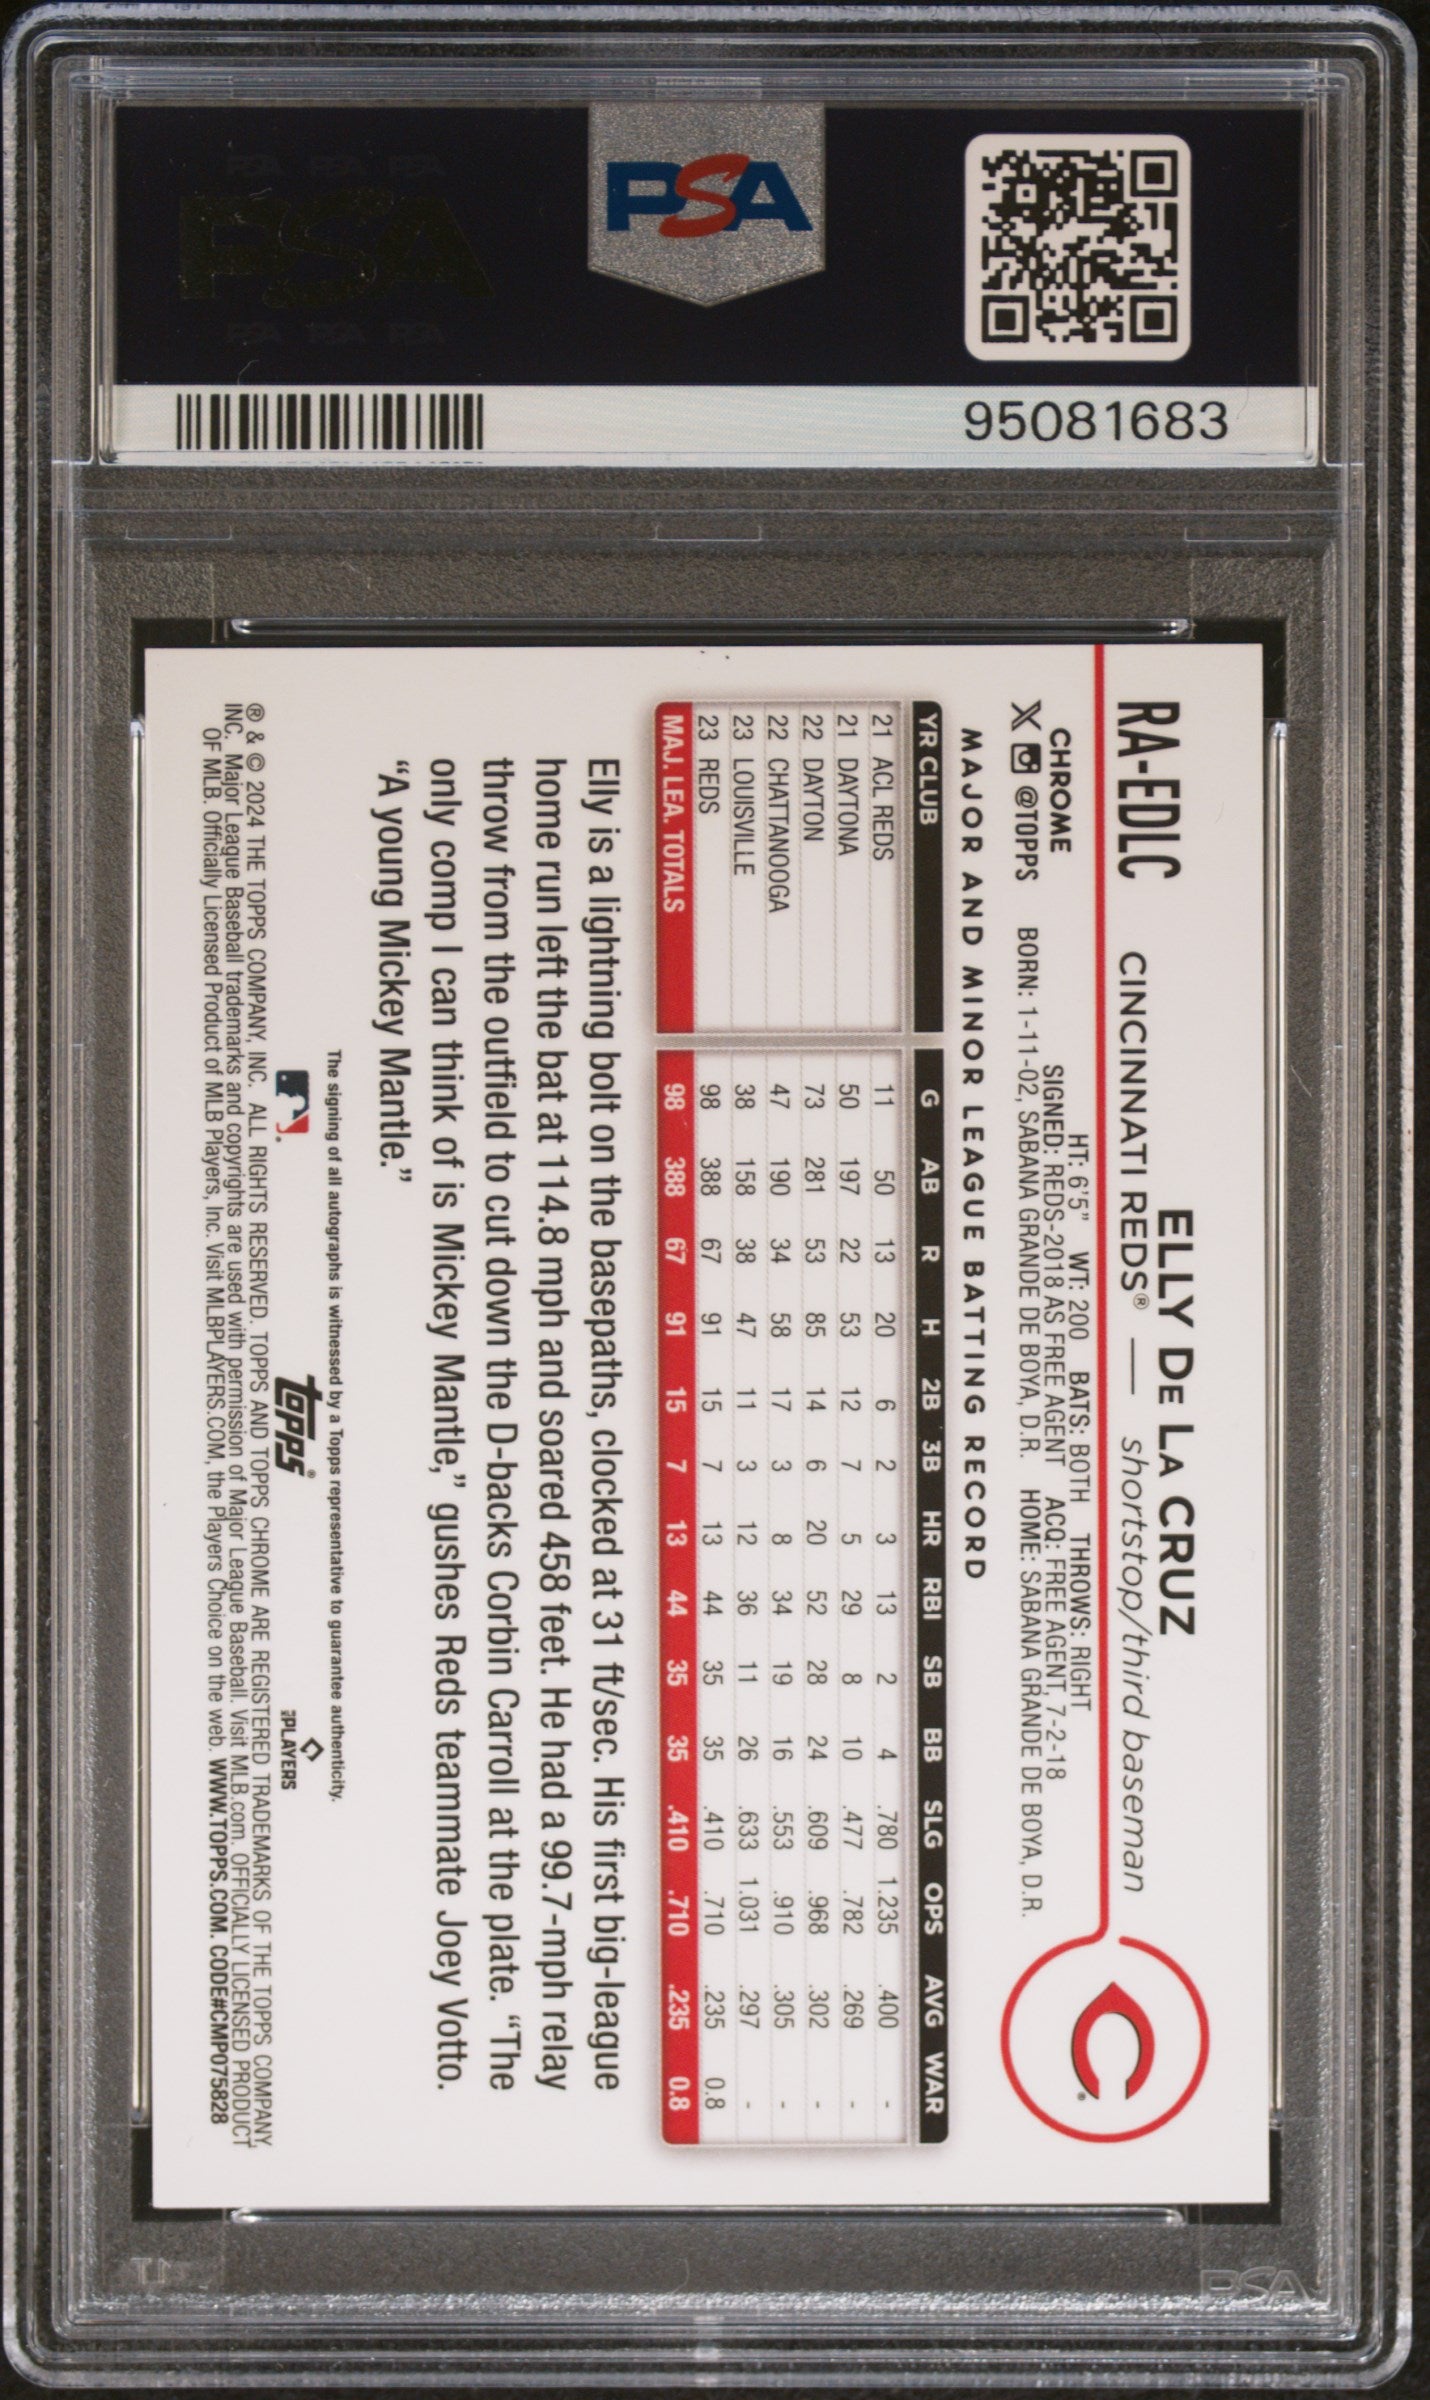 PSA
95081683
RA-EDLC
ELLY DE LA CRUZ
CINCINNATI REDS® — shortstop/third baseman
CHROME
HT: 6'5" WT: 200 BATS: BOTH THROWS: RIGHT
SIGNED: REDS-2018 AS FREE AGENT ACQ: FREE AGENT, 7-2-18
X @TOPPS BORN: 1-11-02, SABANA GRANDE DE BOYA, D.R. HOME: SABANA GRANDE DE BOYA, D.R.
MAJOR AND MINOR LEAGUE BATTING RECORD
YR CLUB G AB R H 2B 3B HR RBI SB BB SLG OPS AVG WAR
21 ACL REDS 11 50 13 20 6 2 3 13 2 4 .780 1.235 .400 -
21 DAYTONA 50 197 22 53 12 7 5 29 8 10 .477 .782 .269 -
22 DAYTON 73 281 53 85 14 6 20 52 28 24 .609 .968 .302 -
22 CHATTANOOGA 47 190 34 58 17 3 8 34 19 16 .553 .910 .305 -
23 LOUISVILLE 38 158 38 47 11 3 12 36 11 26 .633 1.031 .297 -
23 REDS 98 388 67 91 15 7 13 44 35 35 .410 .710 .235 0.8
MAJ. LEA. TOTALS 98 388 67 91 15 7 13 44 35 35 .410 .710 .235 0.8
Elly is a lightning bolt on the basepaths, clocked at 31 ft/sec. His first big-league
home run left the bat at 114.8 mph and soared 458 feet. He had a 99.7-mph relay
throw from the outfield to cut down the D-backs Corbin Carroll at the plate. “The
only comp I can think of is Mickey Mantle,” gushes Reds teammate Joey Votto.
“A young Mickey Mantle.”
The signing of all autographs is witnessed by a Topps representative to guarantee authenticity.
topps®
PLAYERS
® & © 2024 THE TOPPS COMPANY, INC. ALL RIGHTS RESERVED. TOPPS AND TOPPS CHROME ARE REGISTERED TRADEMARKS OF THE TOPPS COMPANY,
INC. Major League Baseball trademarks and copyrights are used with permission of Major League Baseball. Visit MLB.com. OFFICIALLY LICENSED PRODUCT
OF MLB. Officially Licensed Product of MLB Players, Inc. Visit MLBPLAYERS.COM, the Players Choice on the web. WWW.TOPPS.COM. CODE#CMP075828
PSA